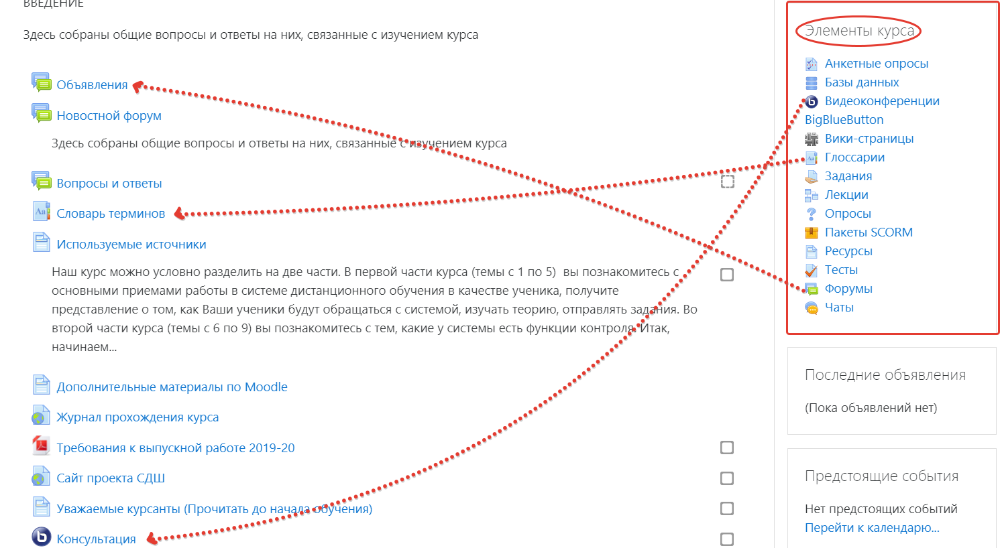 ВВЕДЕНИЕ
Здесь собраны общие вопросы и ответы на них, связанные с изучением курса
Объявления
Новостной форум
Здесь собраны общие вопросы и ответы на них, связанные с изучением курса
Вопросы и ответы
Aa Словарь терминов
Используемые источники
Наш курс можно условно разделить на две части. В первой части курса (темы с 1 по 5)  вы познакомитесь с
основными приемами работы в системе дистанционного обучения в качестве ученика, получите
представление о том, как Ваши ученики будут обращаться с системой, изучать теорию, отправлять задания. Во
второй части курса (темы с 6 по 9) вы познакомитесь с тем, какие у системы есть функции контроля. Итак,
начинаем...
Дополнительные материалы по Moodle
Журнал прохождения курса
Требования к выпускной работе 2019-20
Сайт проекта СДШ
Уважаемые курсанты (Прочитать до начала обучения)
b Консультация
Элементы курса
Анкетные опросы
Базы данных
b Видеоконференции
BigBlueButton
Вики-страницы
Aa Глоссарии
Задания
Лекции
? Опросы
Пакеты SCORM
Ресурсы
Тесты
Форумы
Чаты
Последние объявления
(Пока объявлений нет)
Предстоящие события
Нет предстоящих событий
Перейти к календарю...